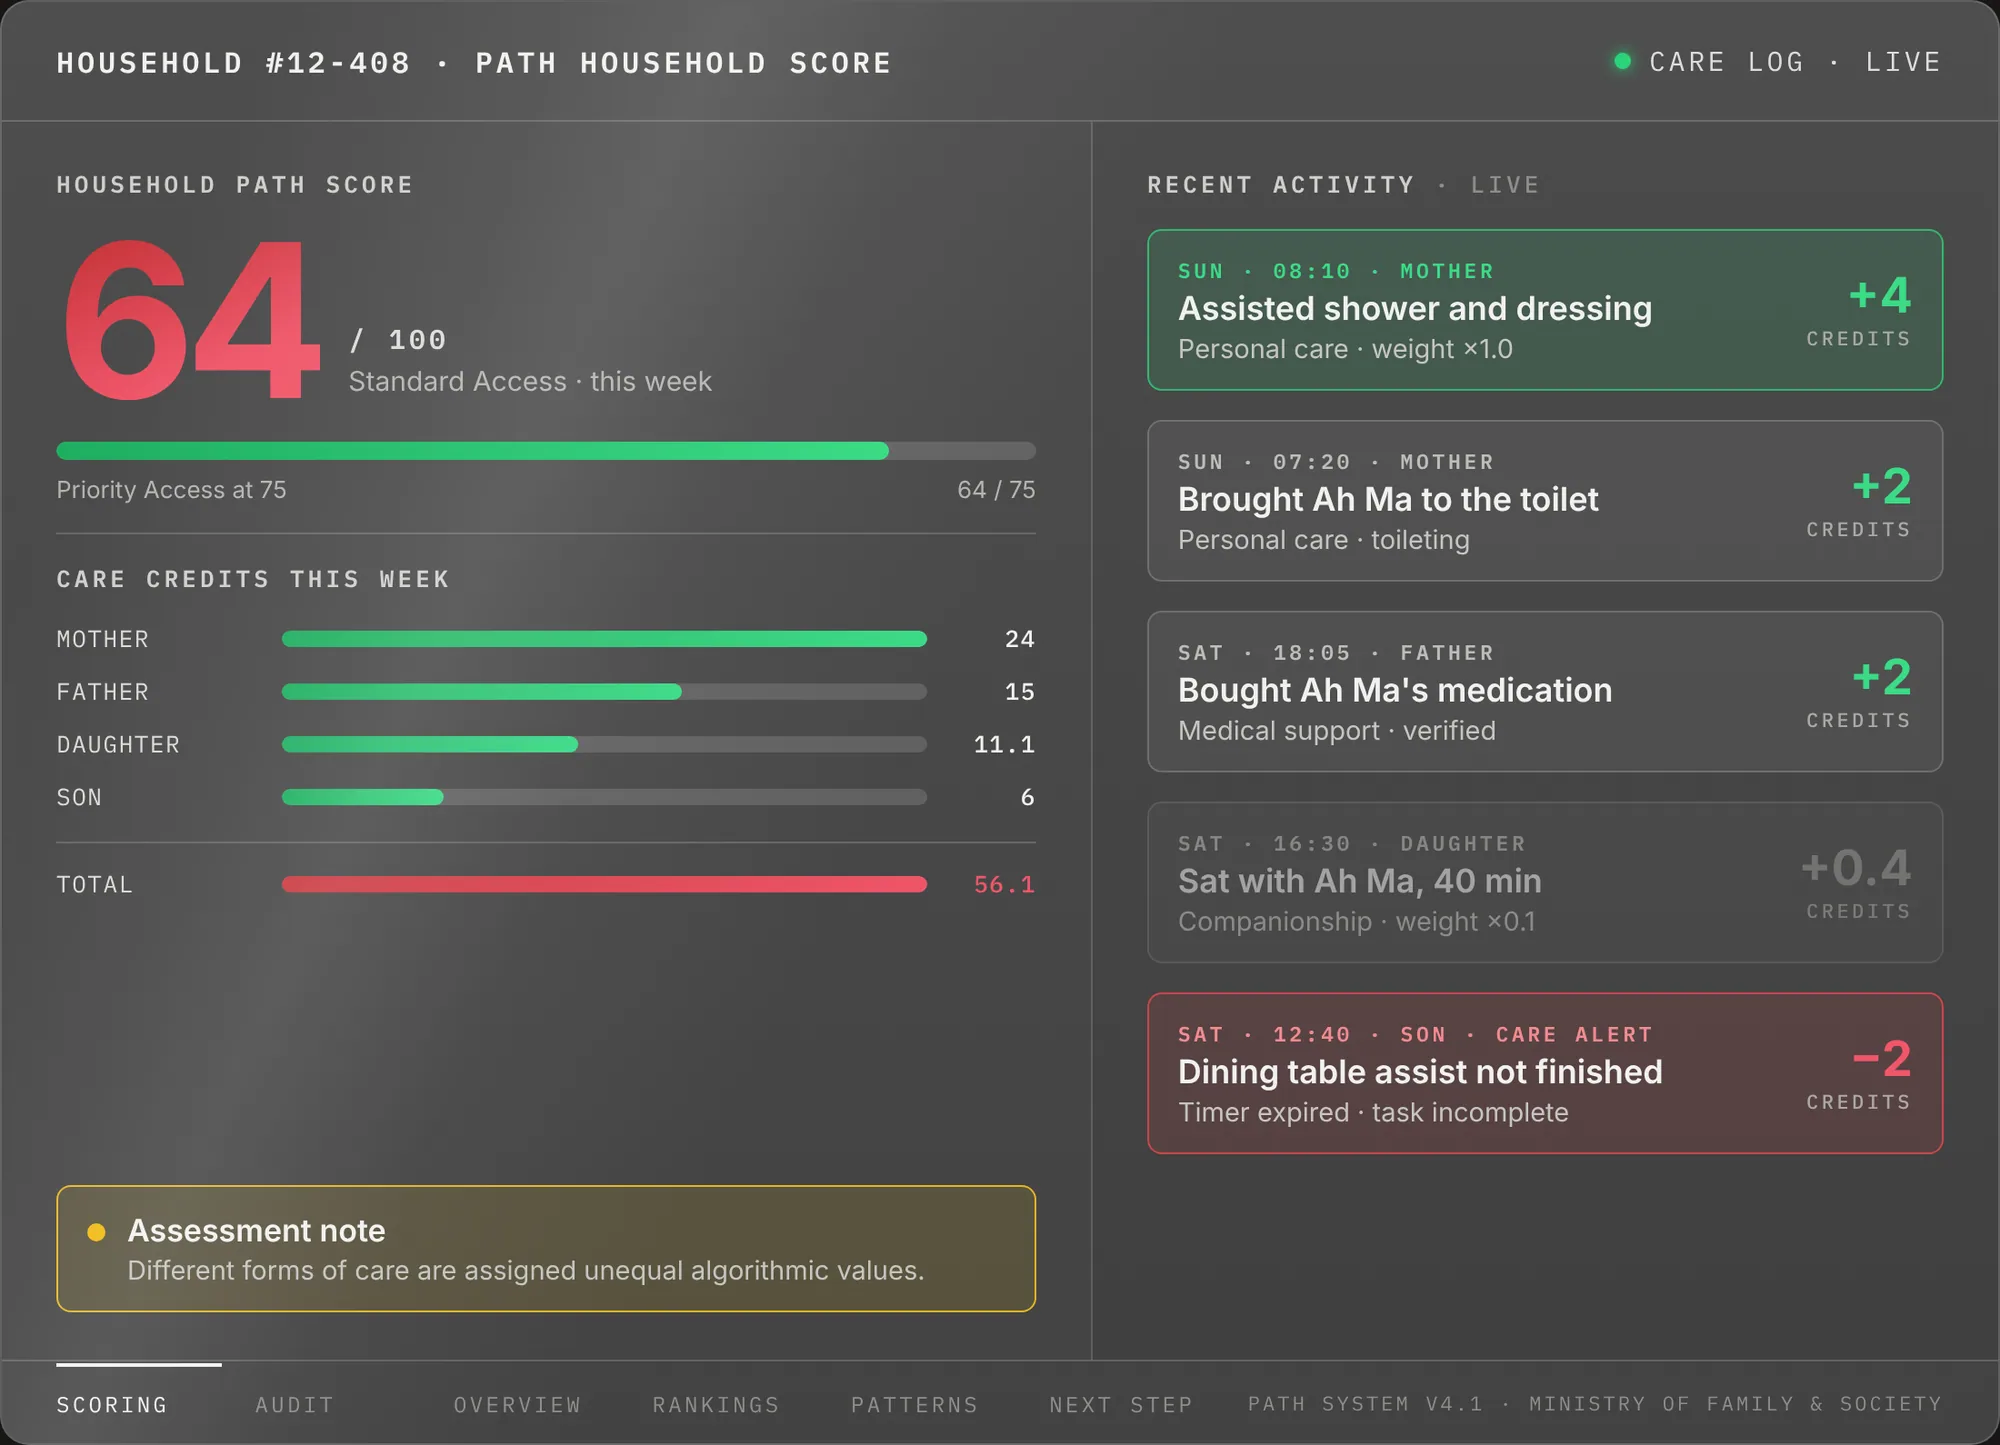 HOUSEHOLD #12-408 · PATH HOUSEHOLD SCORE
CARE LOG · LIVE
HOUSEHOLD PATH SCORE
64
/ 100
Standard Access · this week
Priority Access at 75
64 / 75
CARE CREDITS THIS WEEK
MOTHER 24
FATHER 15
DAUGHTER 11.1
SON 6
TOTAL 56.1
Assessment note
Different forms of care are assigned unequal algorithmic values.
RECENT ACTIVITY · LIVE
SUN · 08:10 · MOTHER
Assisted shower and dressing
Personal care · weight ×1.0
+4
CREDITS
SUN · 07:20 · MOTHER
Brought Ah Ma to the toilet
Personal care · toileting
+2
CREDITS
SAT · 18:05 · FATHER
Bought Ah Ma's medication
Medical support · verified
+2
CREDITS
SAT · 16:30 · DAUGHTER
Sat with Ah Ma, 40 min
Companionship · weight ×0.1
+0.4
CREDITS
SAT · 12:40 · SON · CARE ALERT
Dining table assist not finished
Timer expired · task incomplete
−2
CREDITS
SCORING AUDIT OVERVIEW RANKINGS PATTERNS NEXT STEP
PATH SYSTEM V4.1 · MINISTRY OF FAMILY & SOCIETY